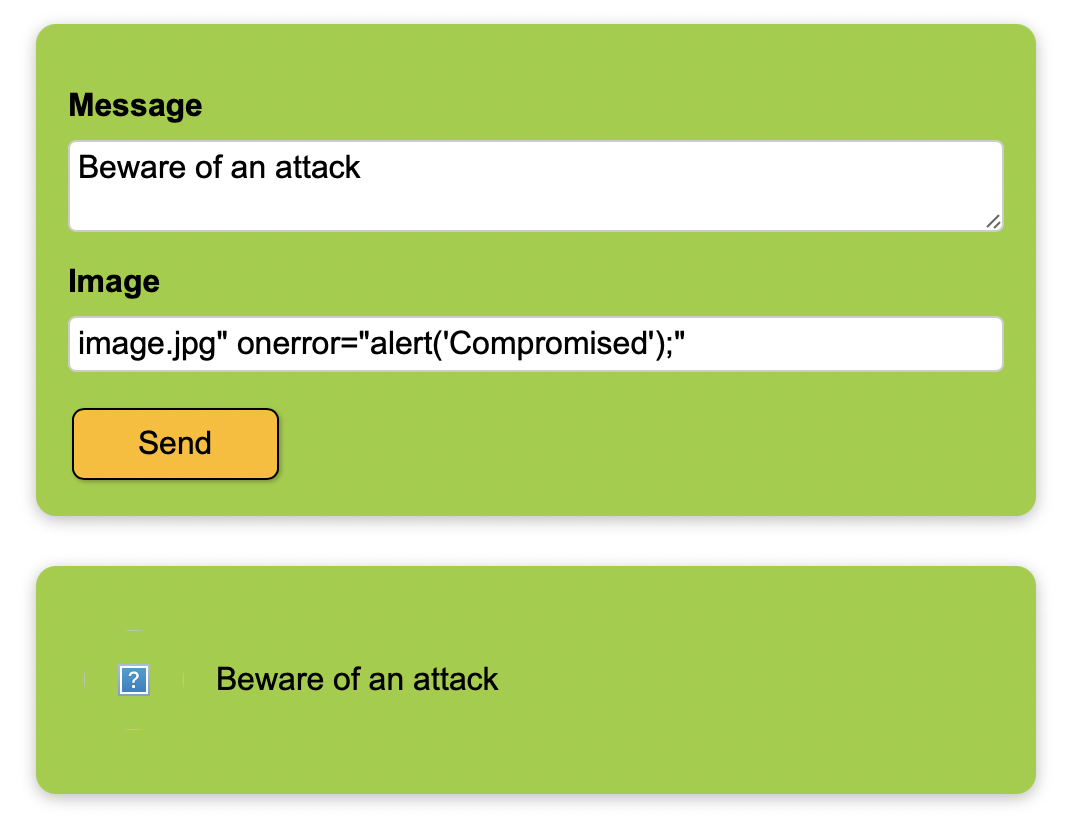 Message
Beware of an attack
Image
image.jpg" onerror="alert('Compromised');"
Send
?
Beware of an attack